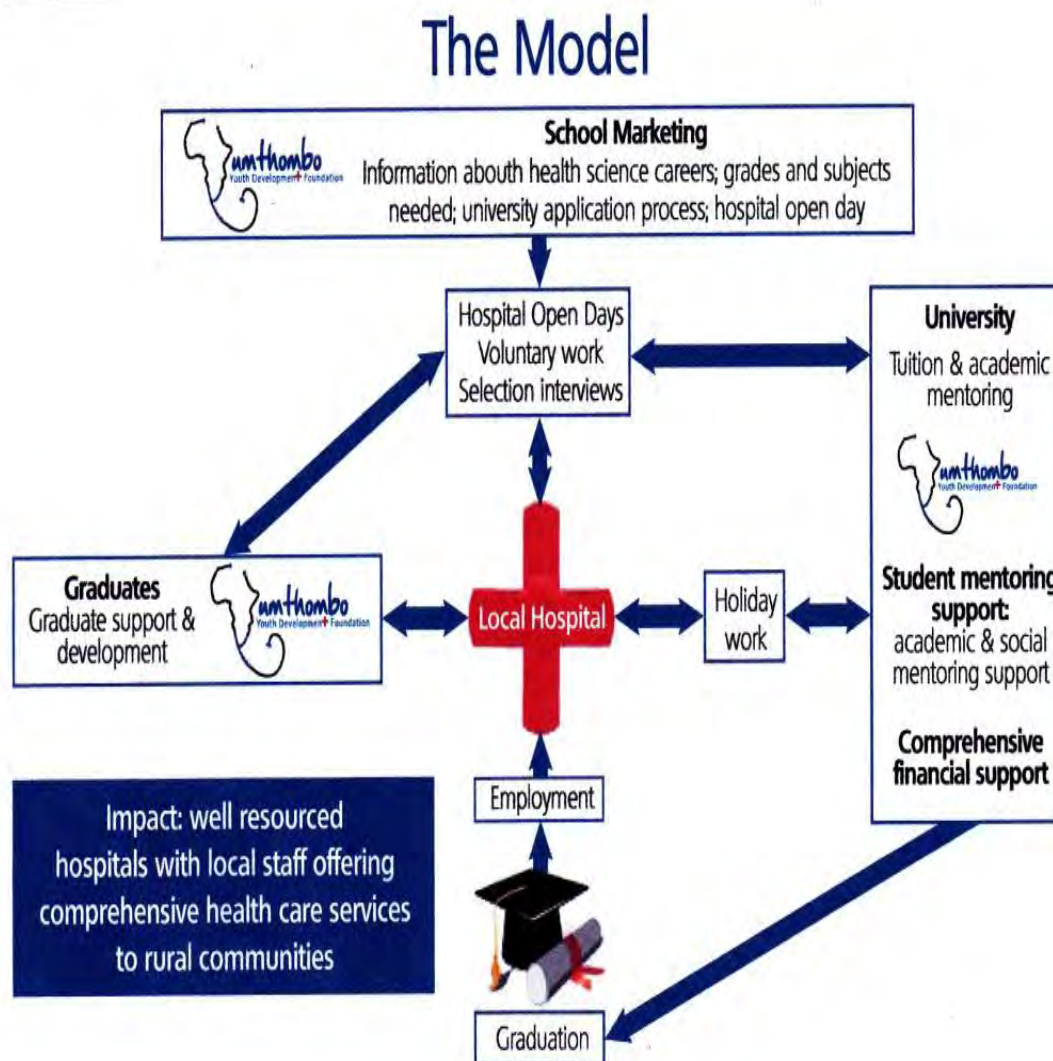 The Model
umthombo
Youth Development Foundation
School Marketing
Information abouth health science careers; grades and subjects
needed; university application process; hospital open day
Hospital Open Days
Voluntary work
Selection interviews
University
Tuition & academic
mentoring
umthombo
Youth Development Foundation
Student mentoring
support:
academic & social
mentoring support
Comprehensive
financial support
Graduates
Graduate support &
development
umthombo
Youth Development Foundation
Local Hospital
Holiday
work
Employment
Impact: well resourced
hospitals with local staff offering
comprehensive health care services
to rural communities
Graduation